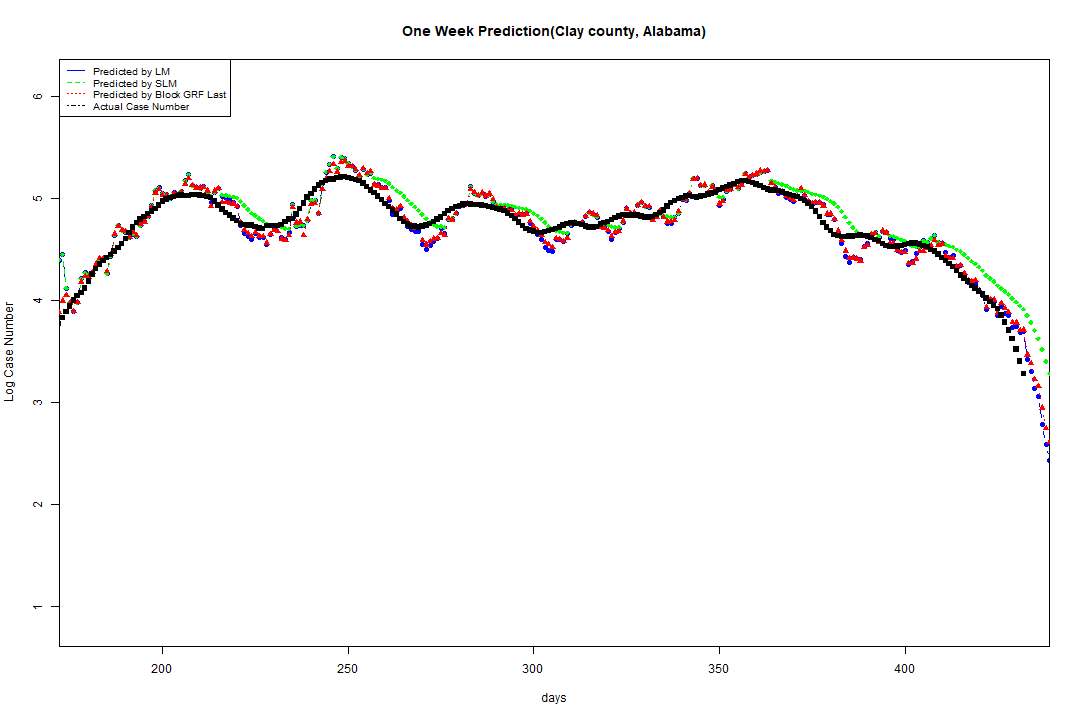 One Week Prediction(Clay county, Alabama)
Predicted by LM
Predicted by SLM
Predicted by Block GRF Last
Actual Case Number
6
5
4
3
2
1
Log Case Number
200 250 300 350 400
days